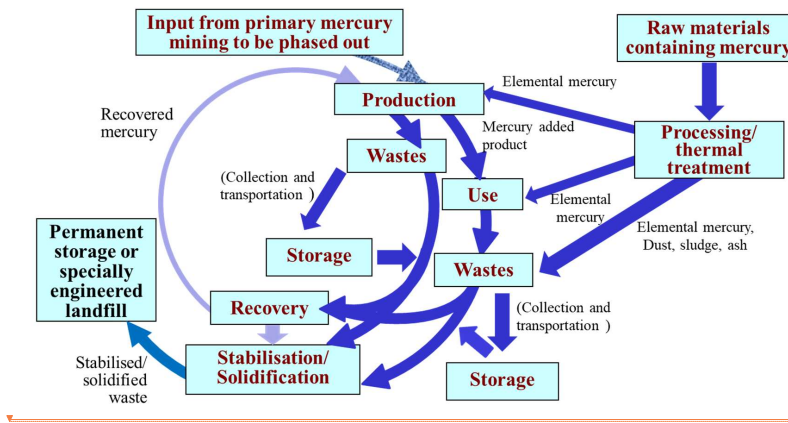 Input from primary mercury
mining to be phased out
Raw materials
containing mercury
Elemental mercury
Recovered
mercury
Production
Mercury added
product
Processing/
thermal
treatment
Wastes
(Collection and
transportation )
Use
Elemental
mercury
Elemental mercury,
Dust, sludge, ash
Permanent
storage or
specially
engineered
landfill
Storage
Wastes
Recovery
(Collection and
transportation )
Stabilisation/
Solidification
Storage
Stabilised/
solidified
waste